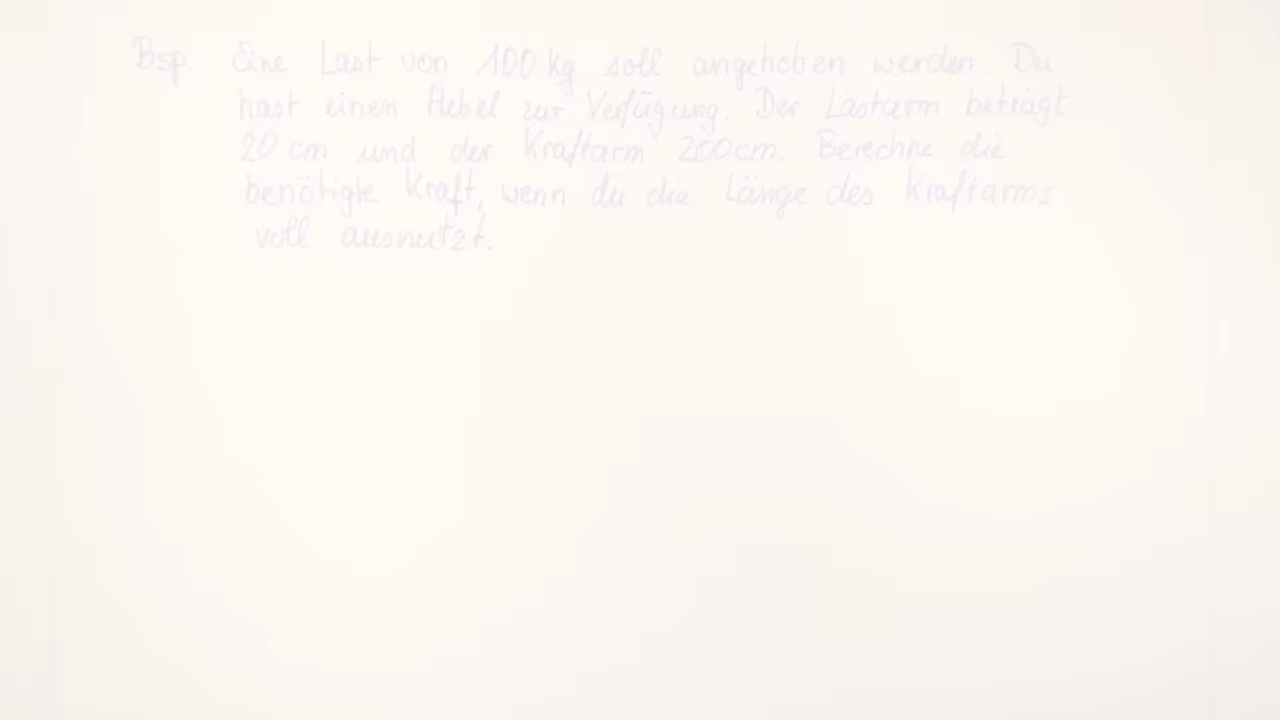 Bsp. Eine Last von 100 kg soll angehoben werden. Du
hast einen Hebel zur Verfügung. Der Lastarm beträgt
20 cm und der Kraftarm 200 cm. Berechne die
benötigte Kraft, wenn du die Länge des Kraftarms
voll ausnutzt.